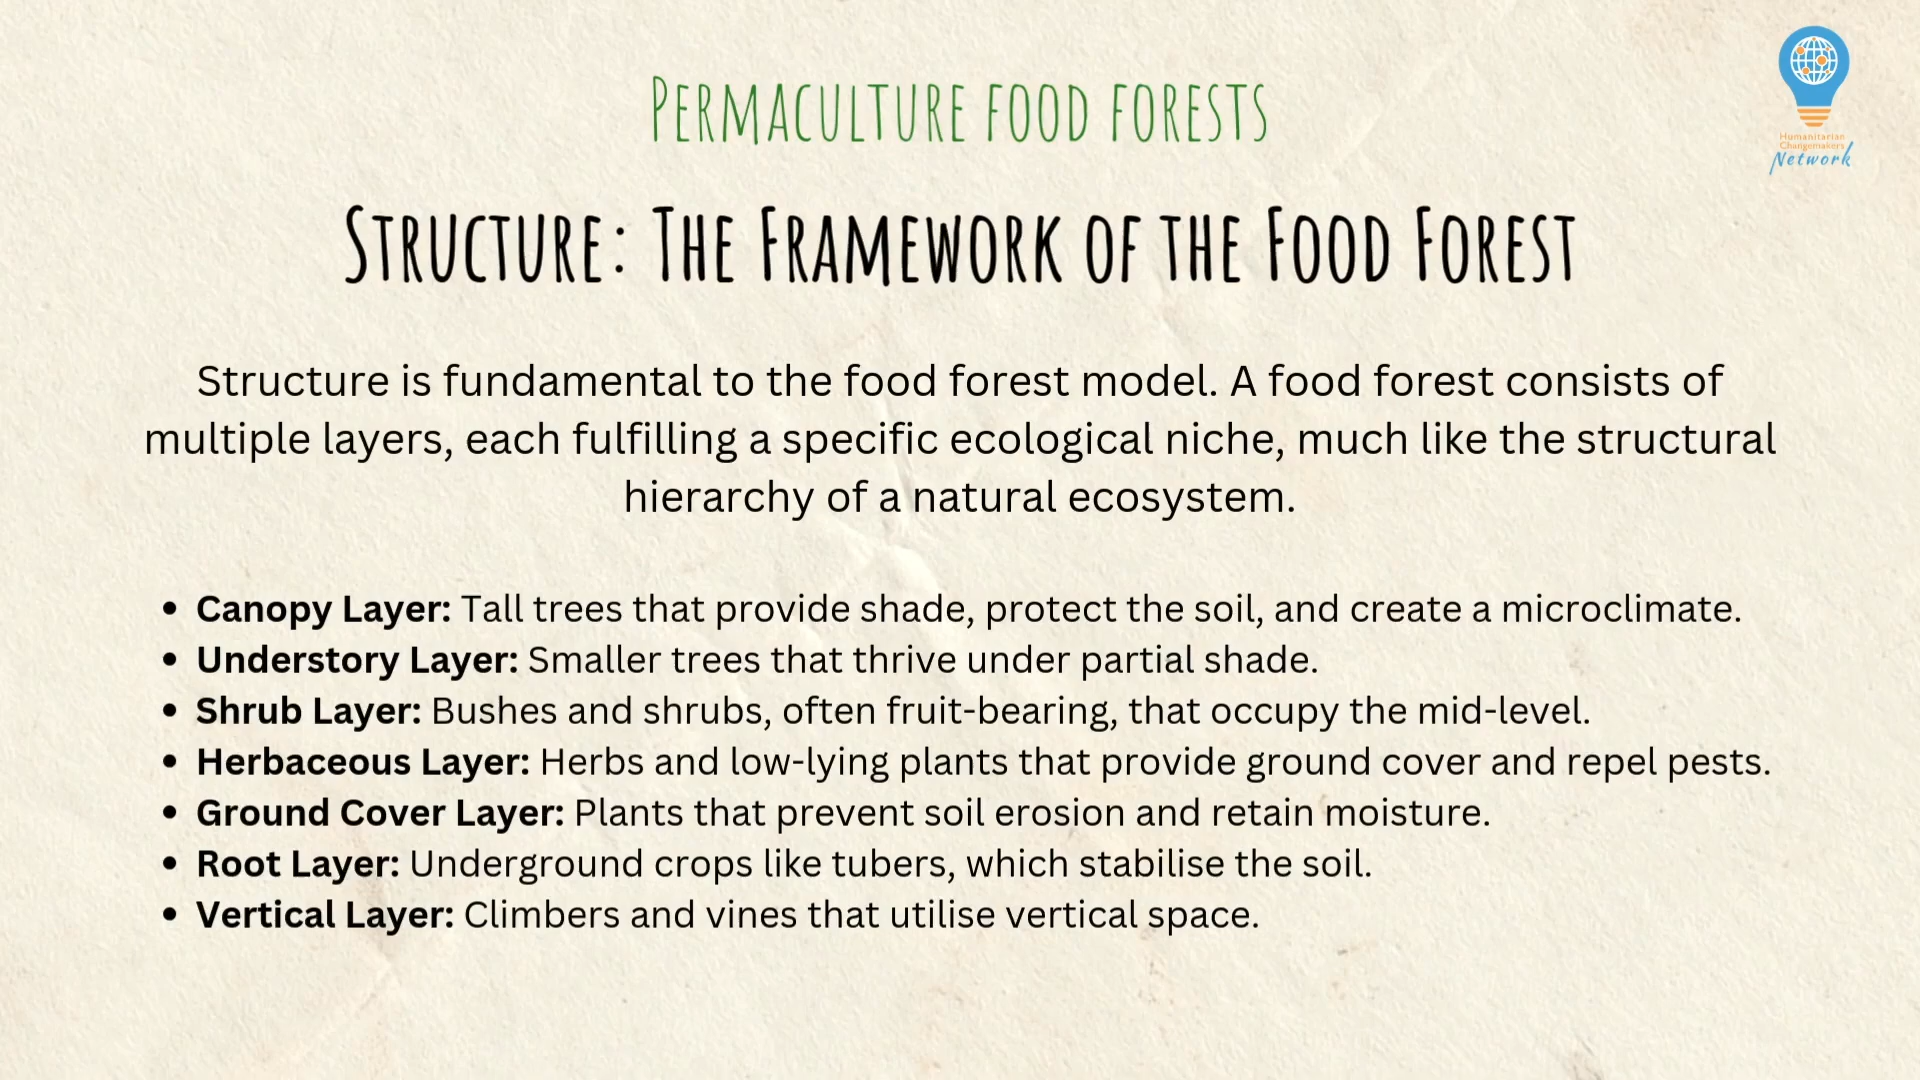 Permaculture food forests
Humanitarian
Changemakers
Network
Structure: The Framework of the Food Forest
Structure is fundamental to the food forest model. A food forest consists of
multiple layers, each fulfilling a specific ecological niche, much like the structural
hierarchy of a natural ecosystem.
• Canopy Layer: Tall trees that provide shade, protect the soil, and create a microclimate.
• Understory Layer: Smaller trees that thrive under partial shade.
• Shrub Layer: Bushes and shrubs, often fruit-bearing, that occupy the mid-level.
• Herbaceous Layer: Herbs and low-lying plants that provide ground cover and repel pests.
• Ground Cover Layer: Plants that prevent soil erosion and retain moisture.
• Root Layer: Underground crops like tubers, which stabilise the soil.
• Vertical Layer: Climbers and vines that utilise vertical space.